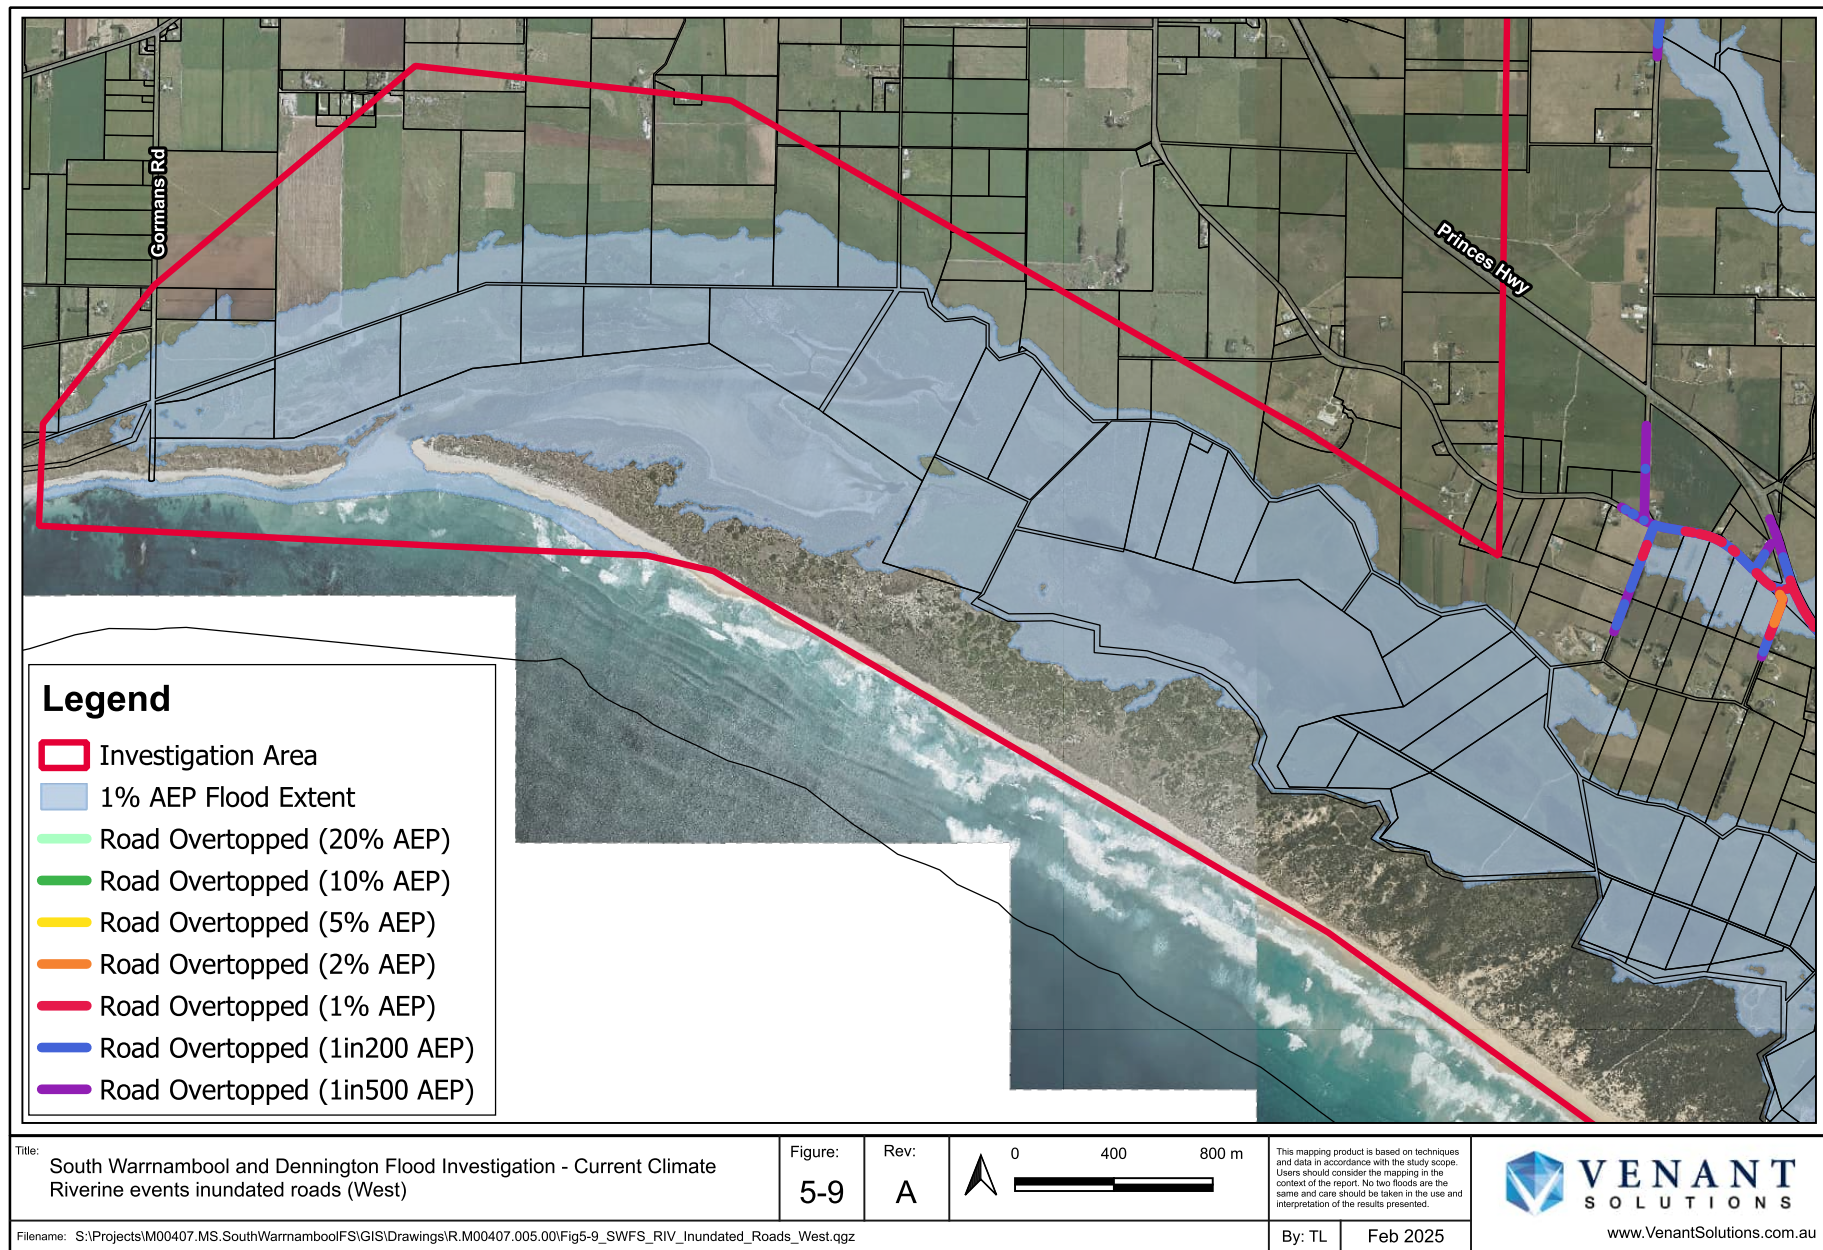 Gormans Rd
Princes Hwy
Legend
Investigation Area
1% AEP Flood Extent
Road Overtopped (20% AEP)
Road Overtopped (10% AEP)
Road Overtopped (5% AEP)
Road Overtopped (2% AEP)
Road Overtopped (1% AEP)
Road Overtopped (1in200 AEP)
Road Overtopped (1in500 AEP)
Title:
South Warrnambool and Dennington Flood Investigation - Current Climate
Riverine events inundated roads (West)
Figure:
5-9
Rev:
A
0 400 800 m
This mapping product is based on techniques
and data in accordance with the study scope.
Users should consider the mapping in the
context of the report. No two floods are the
same and care should be taken in the use and
interpretation of the results presented.
VENANT
SOLUTIONS
www.VenantSolutions.com.au
Filename: S:\Projects\M00407.MS.SouthWarrnamboolFS\GIS\Drawings\R.M00407.005.00\Fig5-9_SWFS_RIV_Inundated_Roads_West.qgz
By: TL
Feb 2025